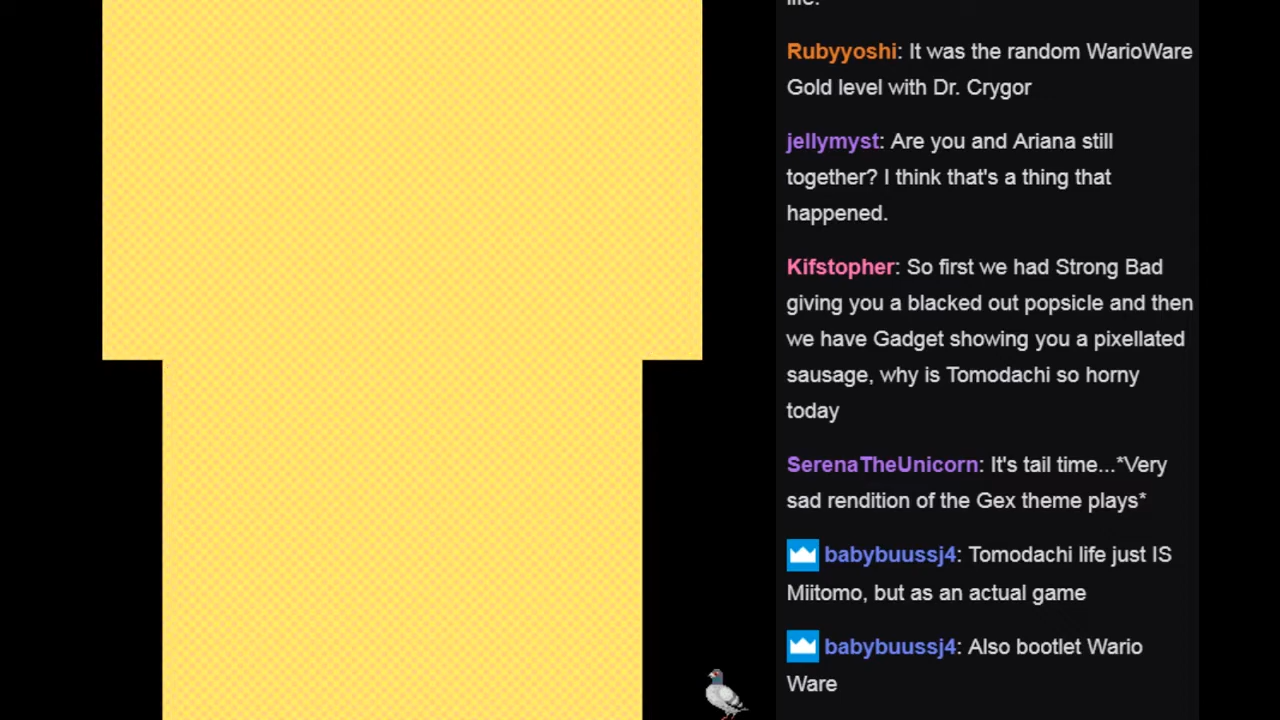 life.
Rubyyoshi: It was the random WarioWare
Gold level with Dr. Crygor
jellymyst: Are you and Ariana still
together? I think that's a thing that
happened.
Kifstopher: So first we had Strong Bad
giving you a blacked out popsicle and then
we have Gadget showing you a pixellated
sausage, why is Tomodachi so horny
today
SerenaTheUnicorn: It's tail time...*Very
sad rendition of the Gex theme plays*
babybuussj4: Tomodachi life just IS
Miitomo, but as an actual game
babybuussj4: Also bootlet Wario
Ware